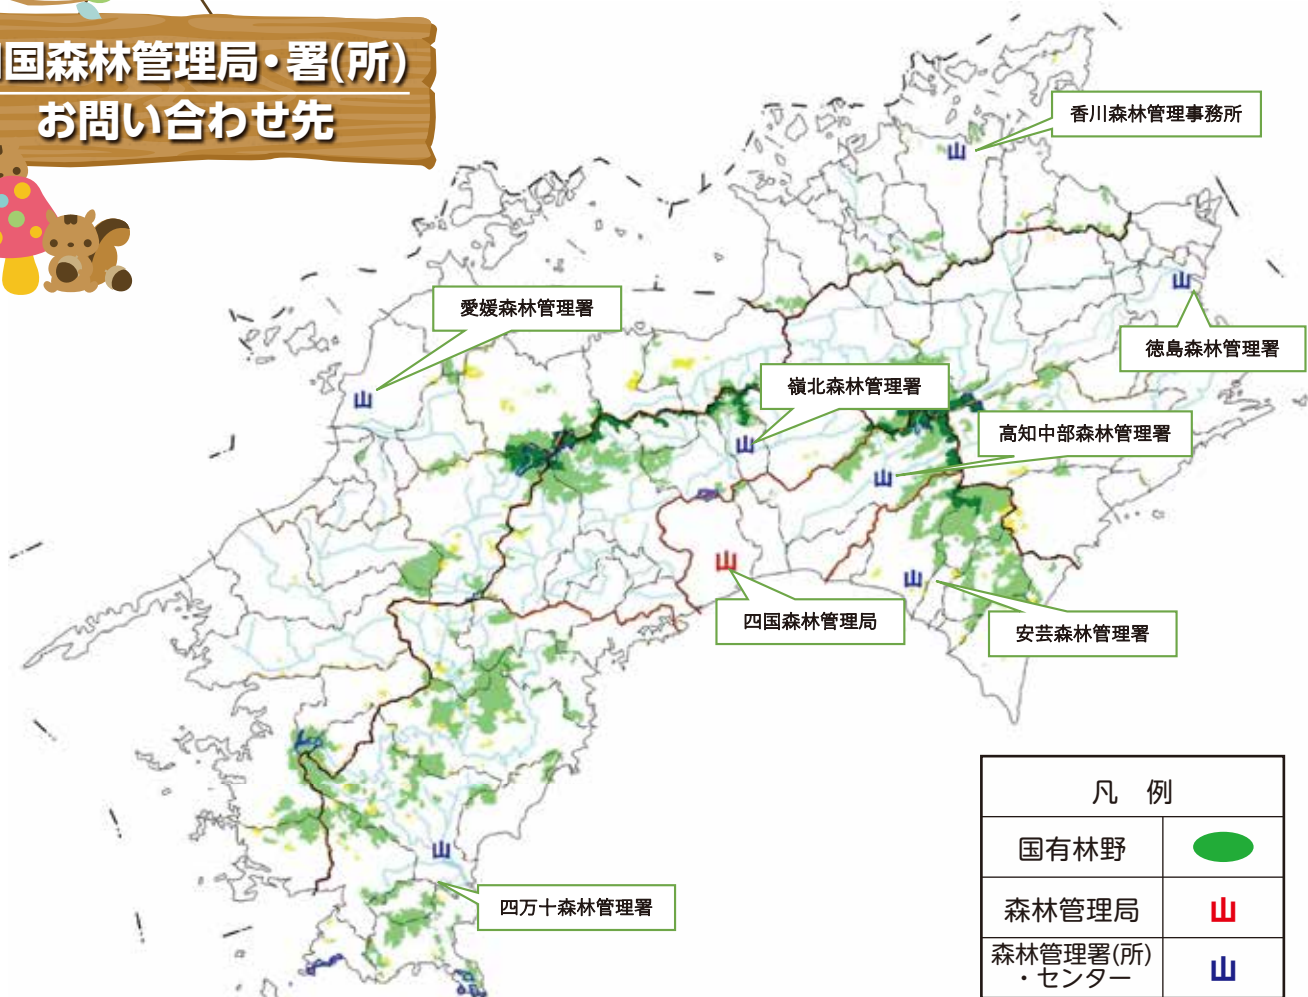 国森林管理局・署(所)
お問い合わせ先
香川森林管理事務所
愛媛森林管理署
徳島森林管理署
嶺北森林管理署
高知中部森林管理署
四国森林管理局
安芸森林管理署
四万十森林管理署
凡 例
国有林野
森林管理局
山
森林管理署(所)
・センター
山